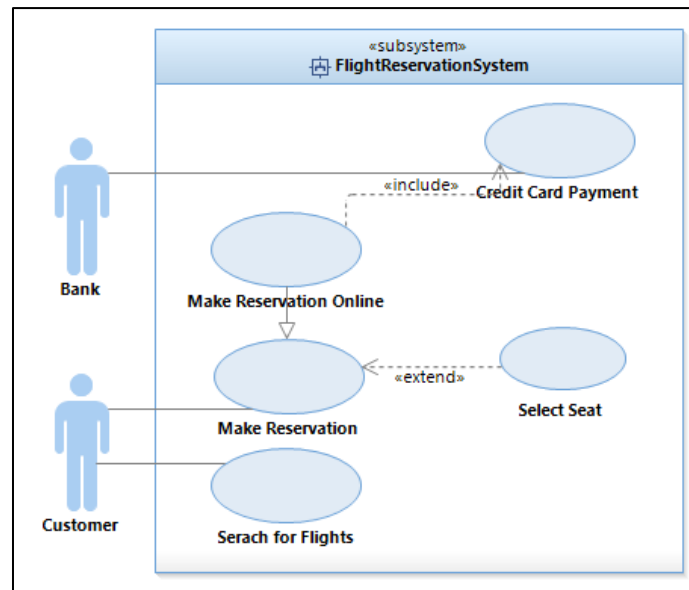 «subsystem»
FlightReservationSystem
«include»
Credit Card Payment
Bank
Make Reservation Online
«extend»
Select Seat
Make Reservation
Customer
Serach for Flights